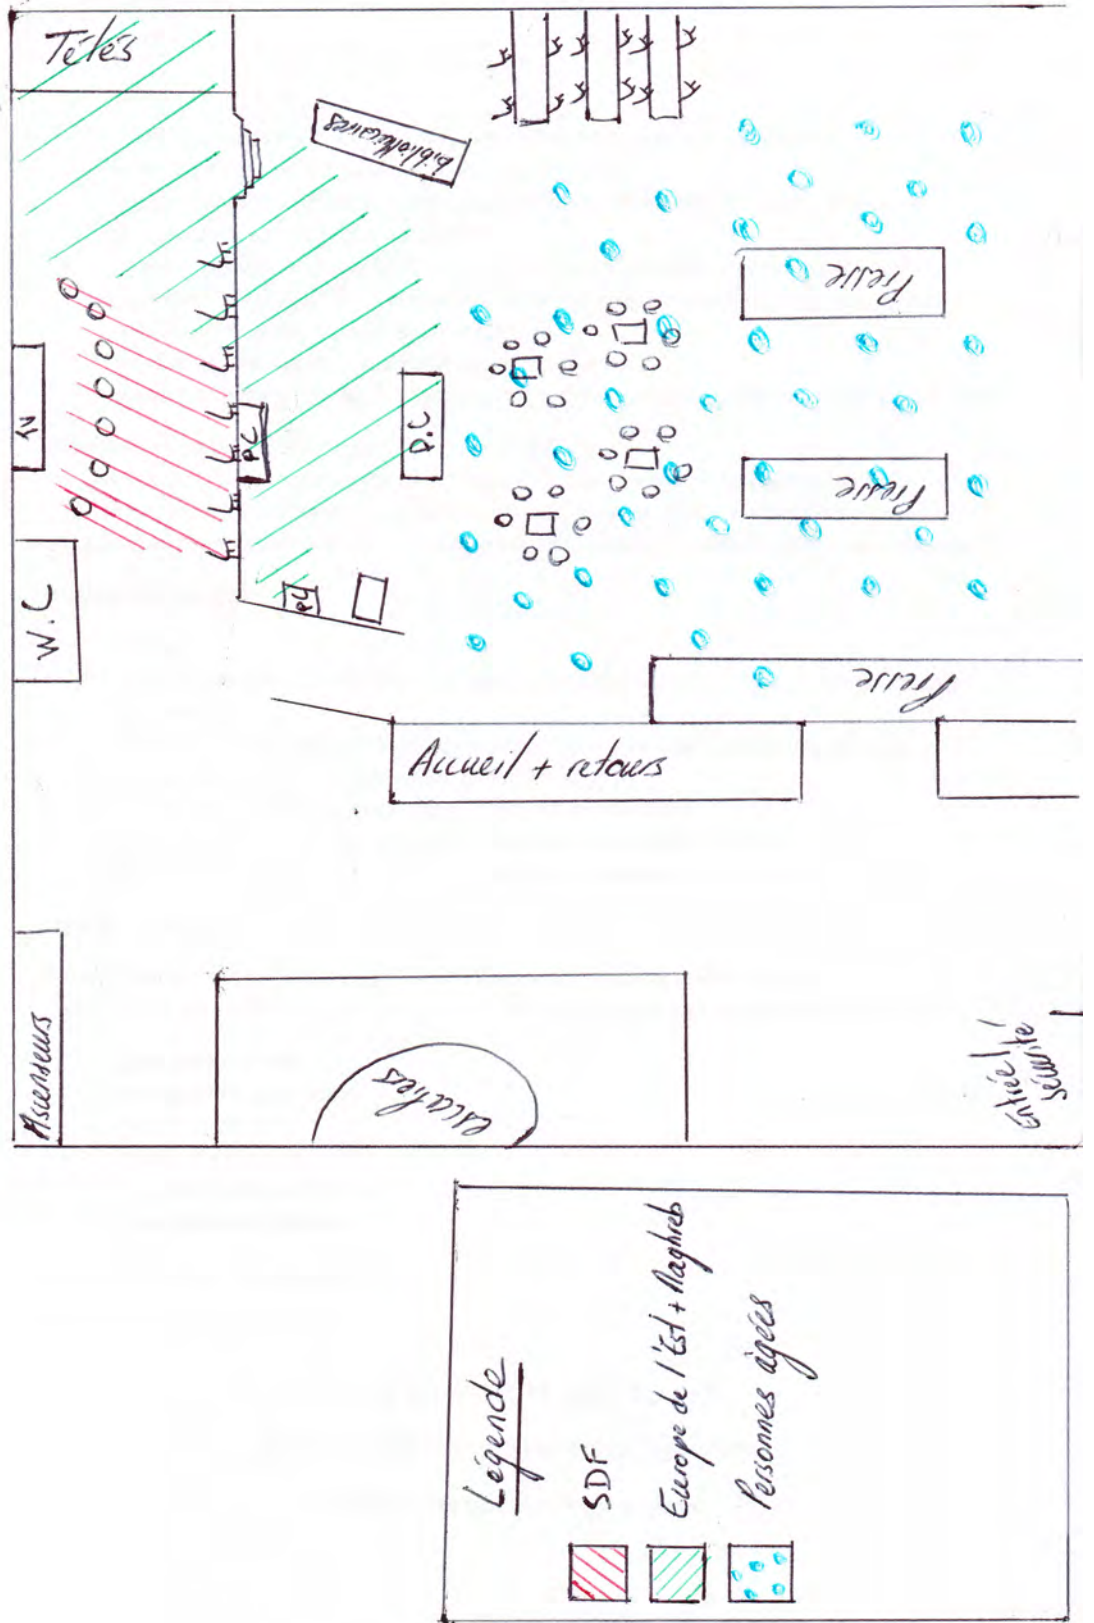 Télés
bibliothécaires
Presse
TV
PC
P.C
Presse
W.C
PC
Presse
Accueil + retours
Ascenseurs
escaliers
Entrée /
sécurité
Légende
SDF
Europe de l'Est + Maghreb
Personnes âgées